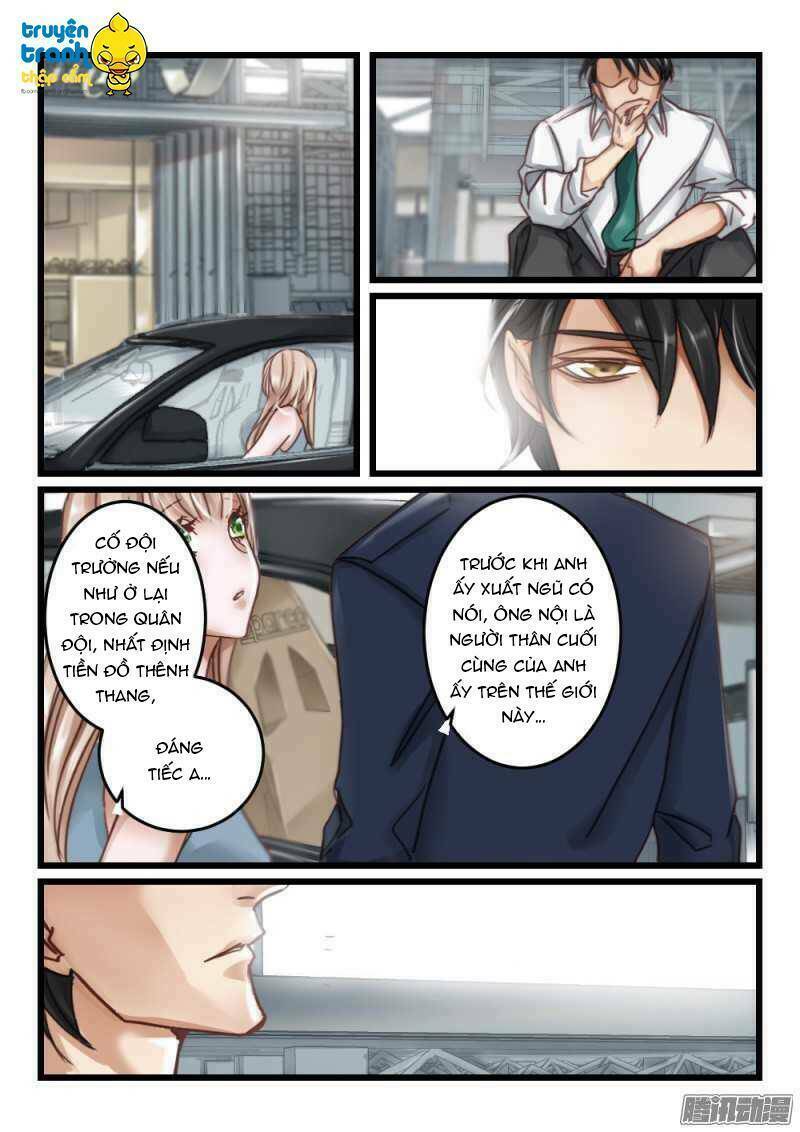 truyện
tranh
thập cẩm
CỐ ĐỘI
TRƯỞNG NẾU
NHƯ Ở LẠI
TRONG QUÂN
ĐỘI, NHẤT ĐỊNH
TIỀN ĐỒ THÊNH
THANG,
ĐÁNG
TIẾC A...
TRƯỚC KHI ANH
ẤY XUẤT NGŨ CÓ
NÓI, ÔNG NỘI LÀ
NGƯỜI THÂN CUỐI
CÙNG CỦA ANH
ẤY TRÊN THẾ GIỚI
NÀY...
腾讯动漫